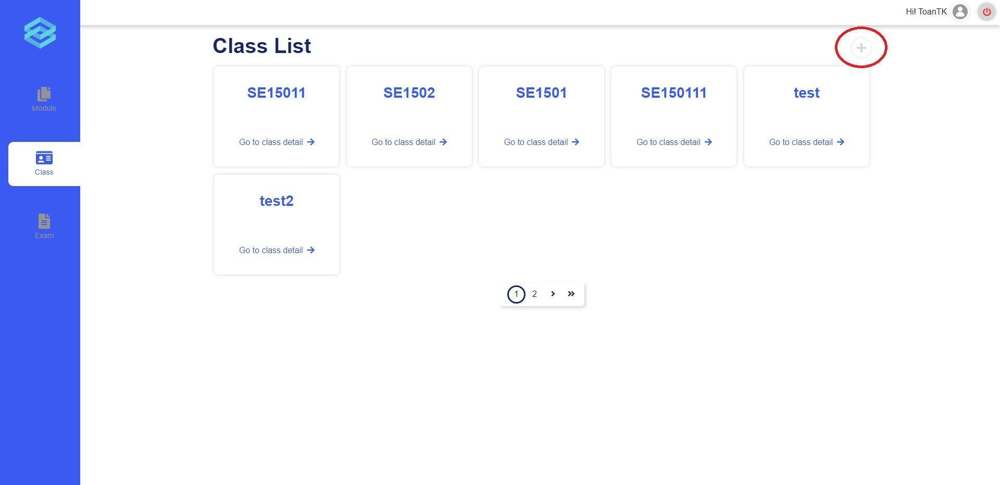 Hi! ToanTK
Class List
SE15011
SE1502
SE1501
SE150111
test
Go to class detail
Go to class detail
Go to class detail
Go to class detail
Go to class detail
test2
Go to class detail
1 2
Module
Class
Exam